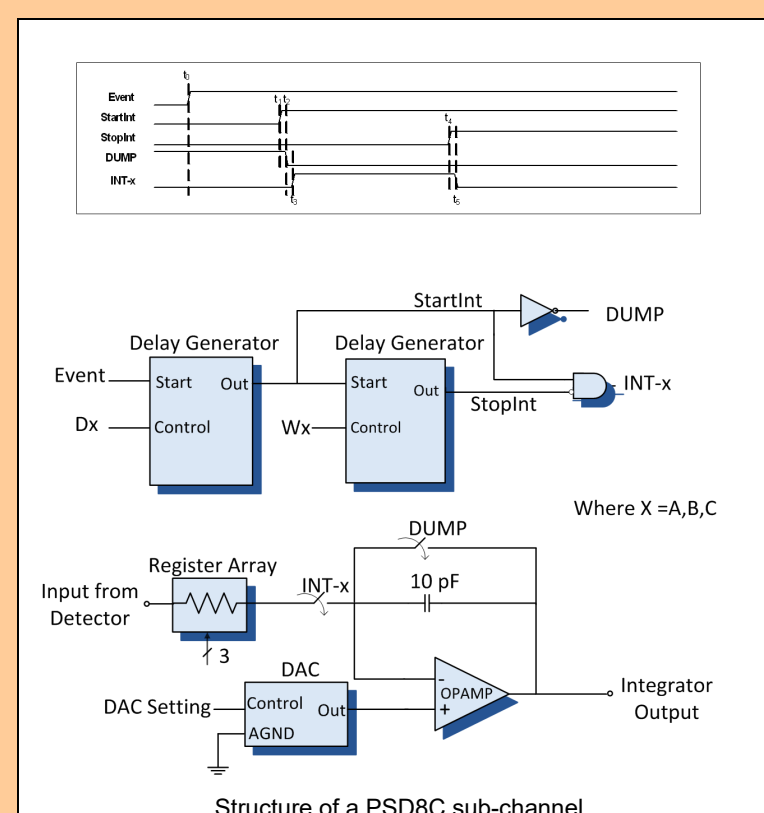 t0
Event
t1 t2
StartInt
t4
StopInt
DUMP
INT-x
t3
t5
StartInt
DUMP
Delay Generator
Delay Generator
Event
Start
Out
Start
Out
INT-x
StopInt
Dx
Control
Wx
Control
Where X =A,B,C
DUMP
Register Array
INT-x
10 pF
Input from
Detector
3
DAC
-
OPAMP
+
Integrator
Output
DAC Setting
Control
Out
AGND
Structure of a PSD8C sub-channel